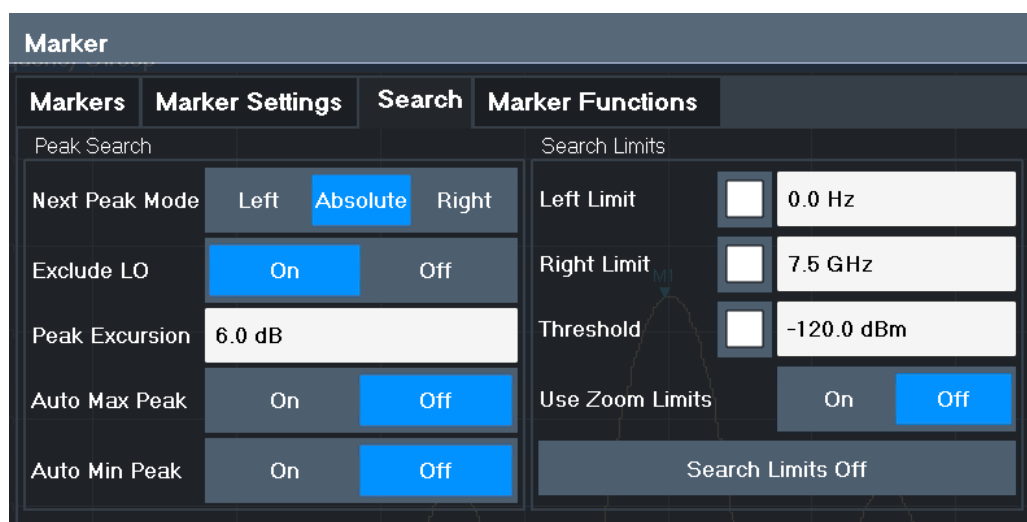 Marker
Markers Marker Settings Search Marker Functions
Peak Search
Next Peak Mode Left Absolute Right
Exclude LO On Off
Peak Excursion 6.0 dB
Auto Max Peak On Off
Auto Min Peak On Off
Search Limits
Left Limit 0.0 Hz
Right Limit 7.5 GHz
M1
Threshold -120.0 dBm
Use Zoom Limits On Off
Search Limits Off